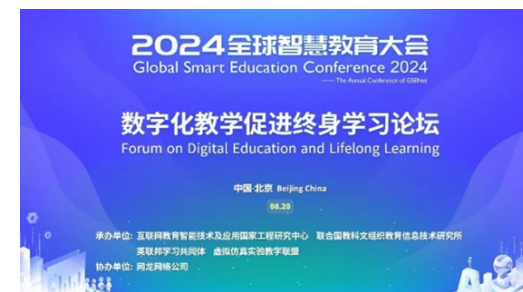 2024全球智慧教育大会
Global Smart Education Conference 2024
—— The Annual Conference of GSENet
数字化教学促进终身学习论坛
Forum on Digital Education and Lifelong Learning
中国·北京 Beijing China
08.20
承办单位: 互联网教育智能技术及应用国家工程研究中心 联合国教科文组织教育信息技术研究所
英联邦学习共同体 虚拟仿真实验教学联盟
协办单位: 网龙网络公司
AI